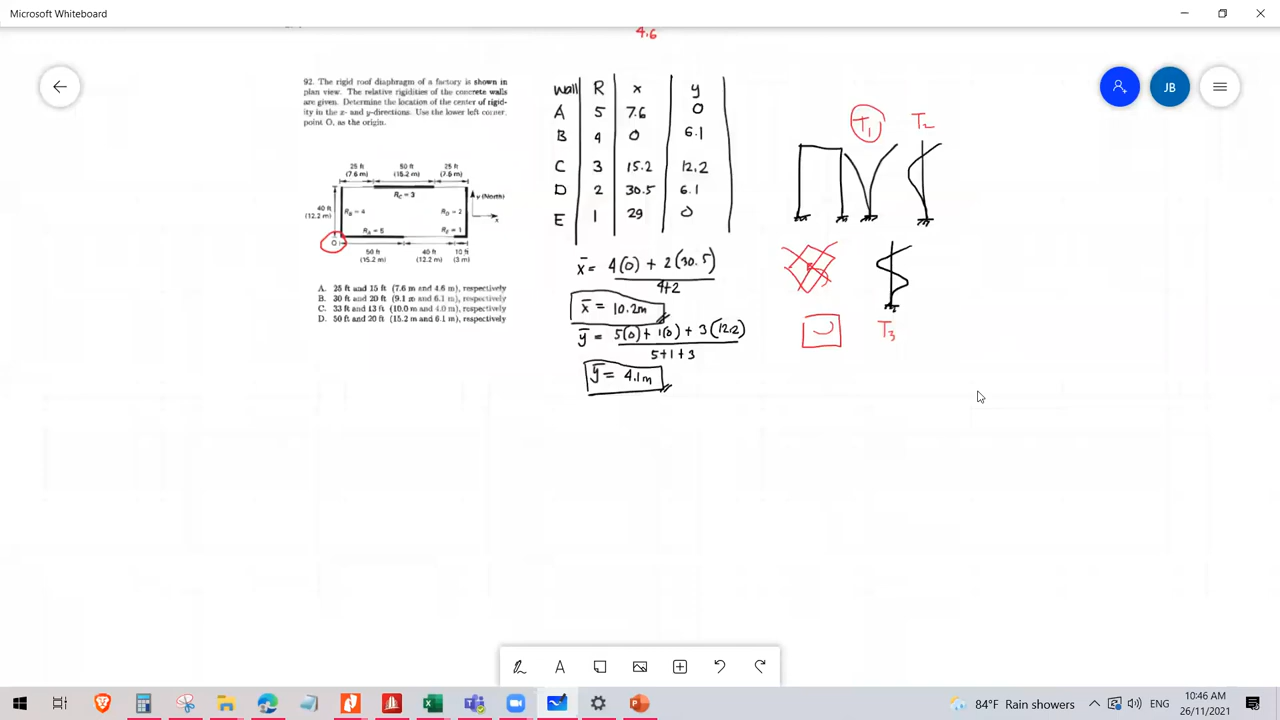 Microsoft Whiteboard
4.6
JB
92. The rigid roof diaphragm of a factory is shown in
plan view. The relative rigidities of the concrete walls
are given. Determine the location of the center of rigid-
ity in the x- and y-directions. Use the lower left corner,
point O, as the origin.
25 ft 50 ft 25 ft
(7.6 m) (15.2 m) (7.6 m)
RC = 3
y (North)
40 ft
(12.2 m)
RB = 4
RD = 2
x
RA = 5
RE = 1
O
50 ft 40 ft 10 ft
(15.2 m) (12.2 m) (3 m)
A. 25 ft and 15 ft (7.6 m and 4.6 m), respectively
B. 30 ft and 20 ft (9.1 m and 6.1 m), respectively
C. 33 ft and 13 ft (10.0 m and 4.0 m), respectively
D. 50 ft and 20 ft (15.2 m and 6.1 m), respectively
Wall R x y
A 5 7.6 0
B 4 0 6.1
C 3 15.2 12.2
D 2 30.5 6.1
E 1 29 0
x̄ = 4(0) + 2(30.5)
4+2
x̄ = 10.2m
ȳ = 5(0) + 1(0) + 3(12.2)
5+1+3
ȳ = 4.1m
T1
T2
T3
84°F Rain showers
ENG
10:46 AM
26/11/2021